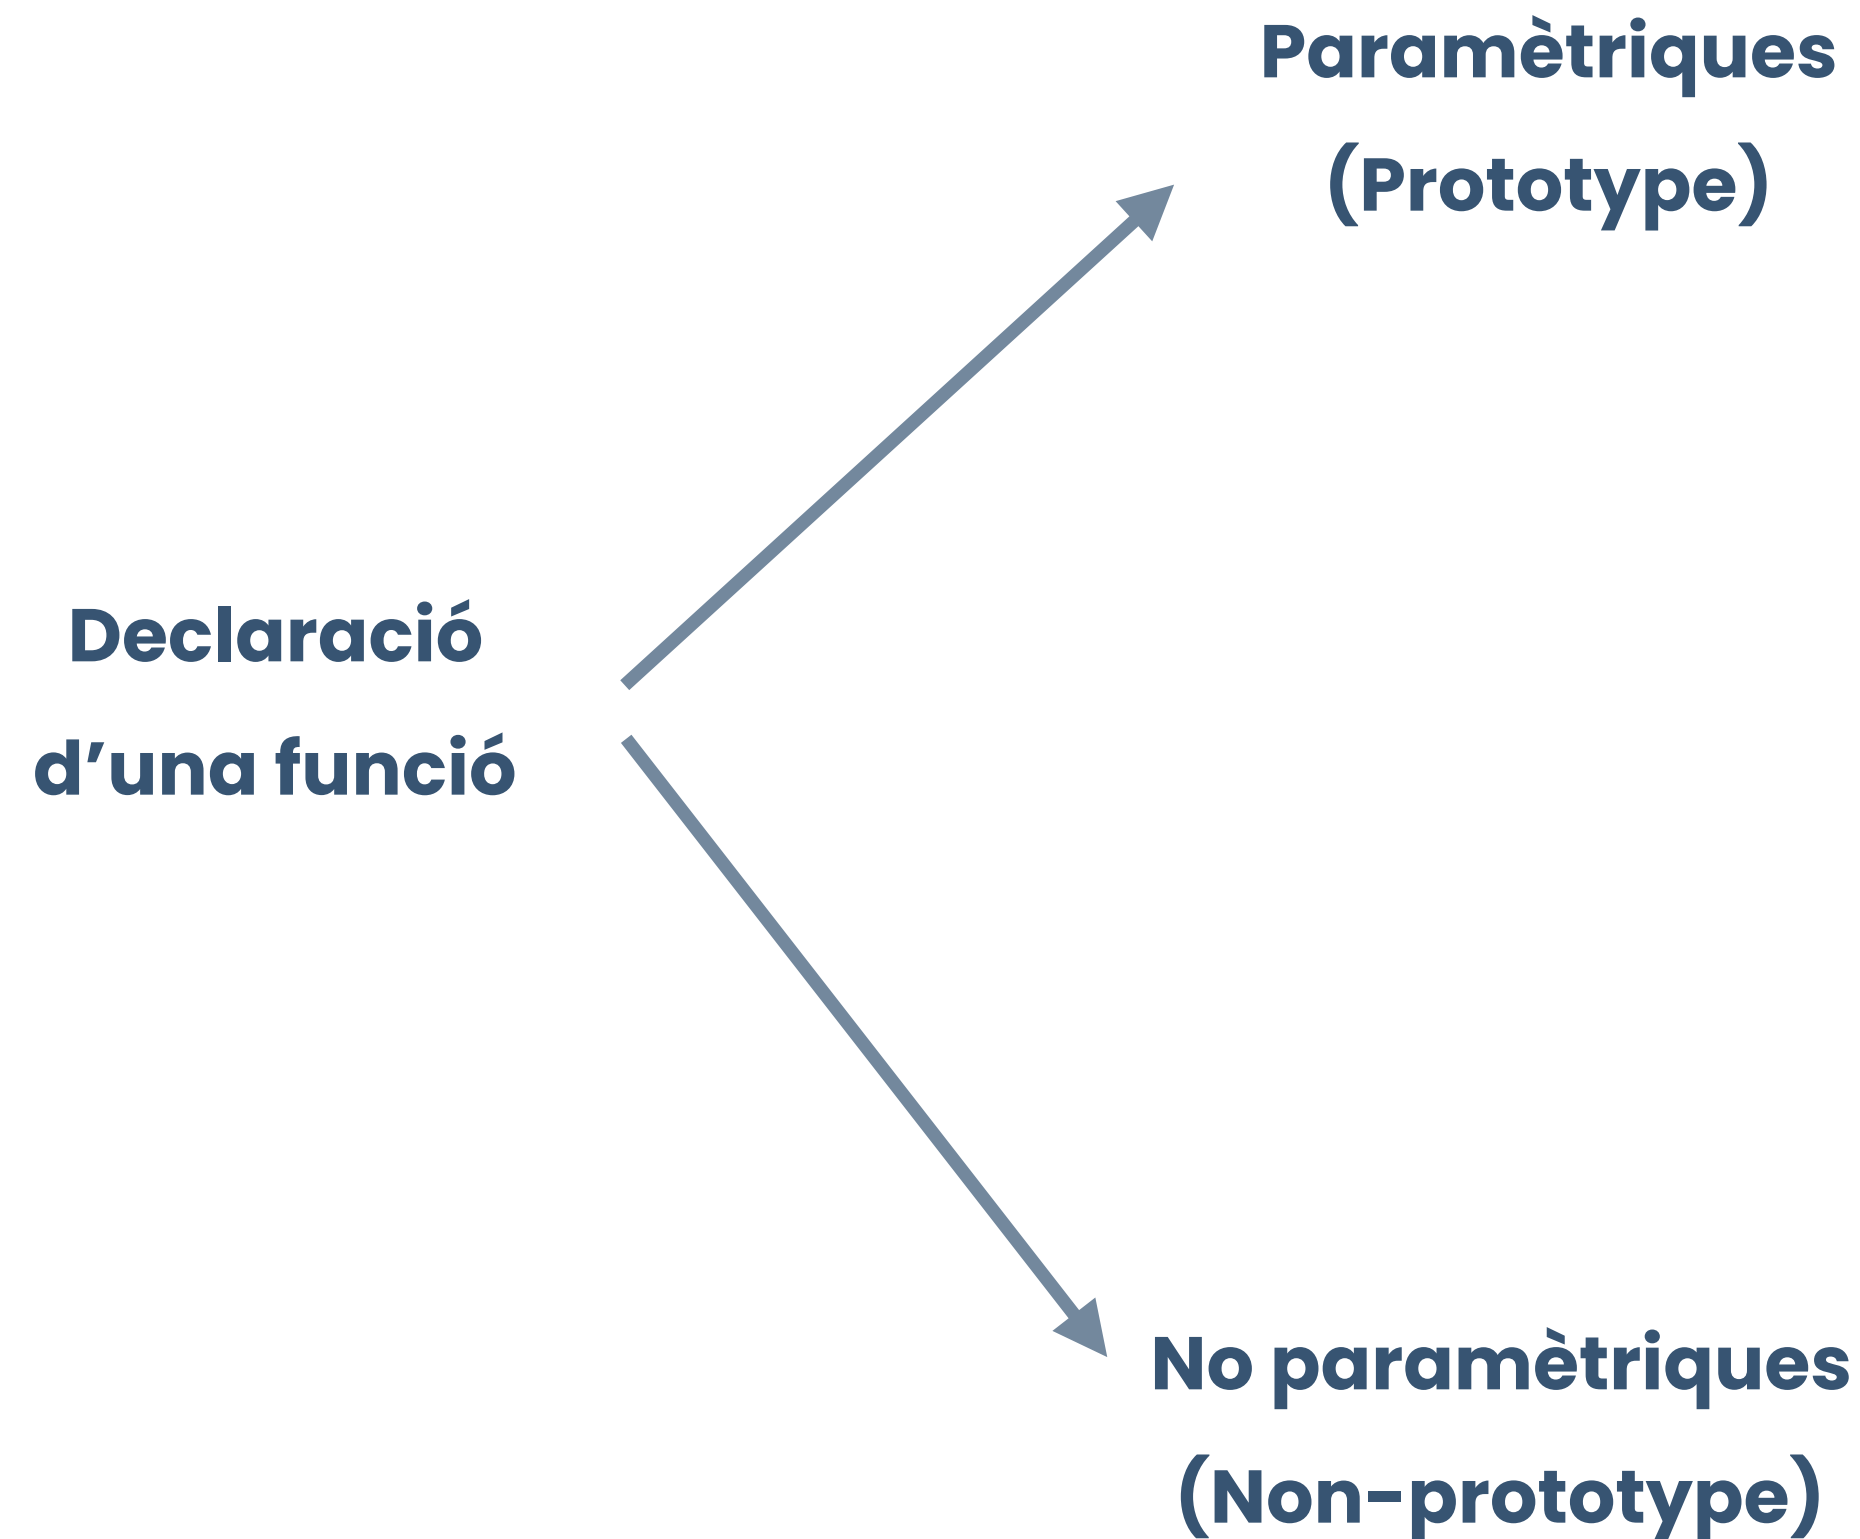 Paramètriques
(Prototype)
Declaració
d’una funció
No paramètriques
(Non-prototype)